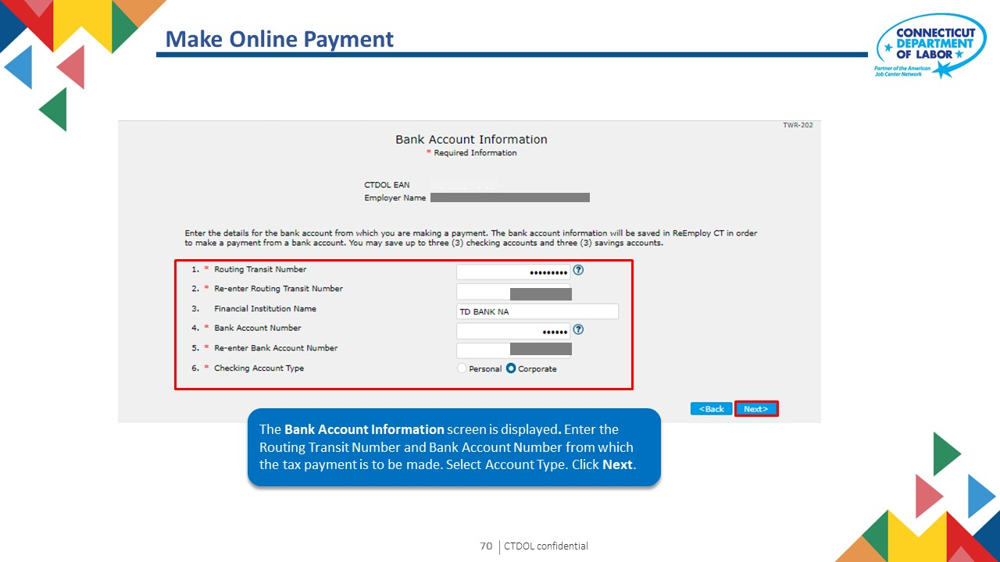 Make Online Payment
CONNECTICUT
DEPARTMENT
OF LABOR
Partner of the American
Job Center Network
TWR-202
Bank Account Information
* Required Information
CTDOL EAN
Employer Name
Enter the details for the bank account from which you are making a payment. The bank account information will be saved in ReEmploy CT in order
to make a payment from a bank account. You may save up to three (3) checking accounts and three (3) savings accounts.
1. * Routing Transit Number ••••••••• ?
2. * Re-enter Routing Transit Number
3. Financial Institution Name TD BANK NA
4. * Bank Account Number •••••• ?
5. * Re-enter Bank Account Number
6. * Checking Account Type Personal Corporate
<Back Next>
The Bank Account Information screen is displayed. Enter the
Routing Transit Number and Bank Account Number from which
the tax payment is to be made. Select Account Type. Click Next.
70 CTDOL confidential